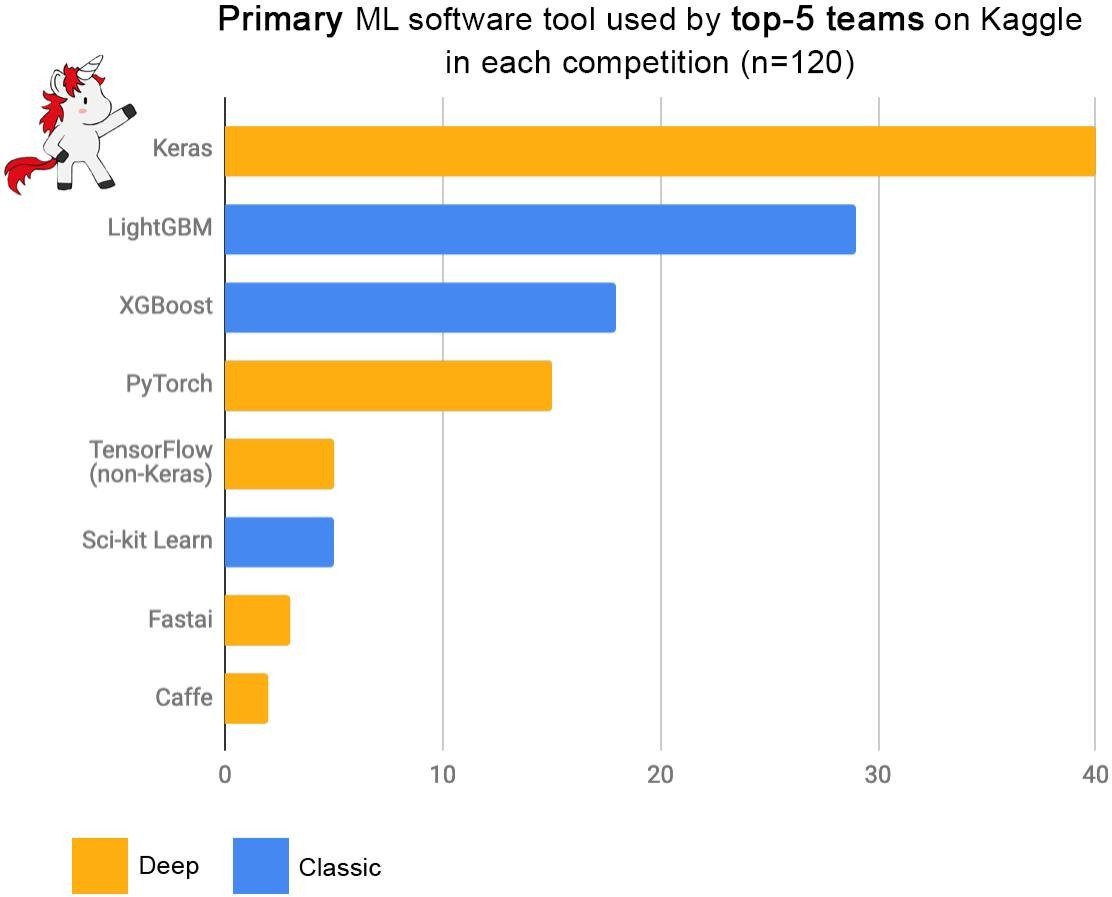 Primary ML software tool used by top-5 teams on Kaggle
in each competition (n=120)
Keras
LightGBM
XGBoost
PyTorch
TensorFlow
(non-Keras)
Sci-kit Learn
Fastai
Caffe
0 10 20 30 40
Deep Classic